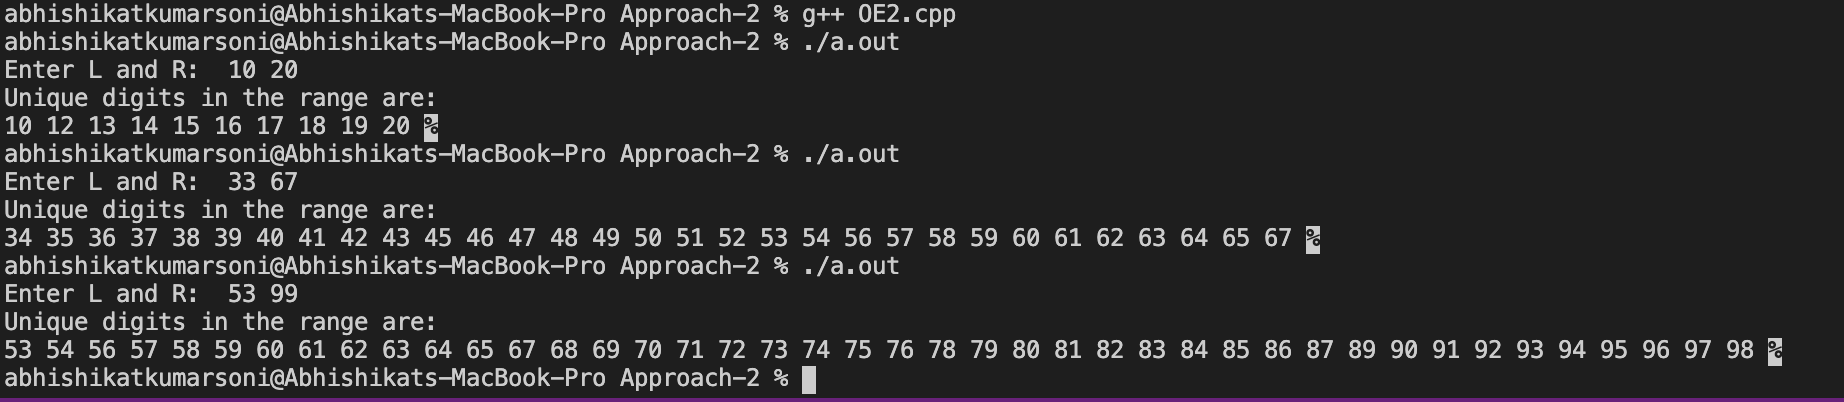 abhishikatkumarsoni@Abhishikats-MacBook-Pro Approach-2 % g++ OE2.cpp
abhishikatkumarsoni@Abhishikats-MacBook-Pro Approach-2 % ./a.out
Enter L and R:  10 20
Unique digits in the range are:
10 12 13 14 15 16 17 18 19 20 %
abhishikatkumarsoni@Abhishikats-MacBook-Pro Approach-2 % ./a.out
Enter L and R:  33 67
Unique digits in the range are:
34 35 36 37 38 39 40 41 42 43 45 46 47 48 49 50 51 52 53 54 56 57 58 59 60 61 62 63 64 65 67 %
abhishikatkumarsoni@Abhishikats-MacBook-Pro Approach-2 % ./a.out
Enter L and R:  53 99
Unique digits in the range are:
53 54 56 57 58 59 60 61 62 63 64 65 67 68 69 70 71 72 73 74 75 76 78 79 80 81 82 83 84 85 86 87 89 90 91 92 93 94 95 96 97 98 %
abhishikatkumarsoni@Abhishikats-MacBook-Pro Approach-2 %